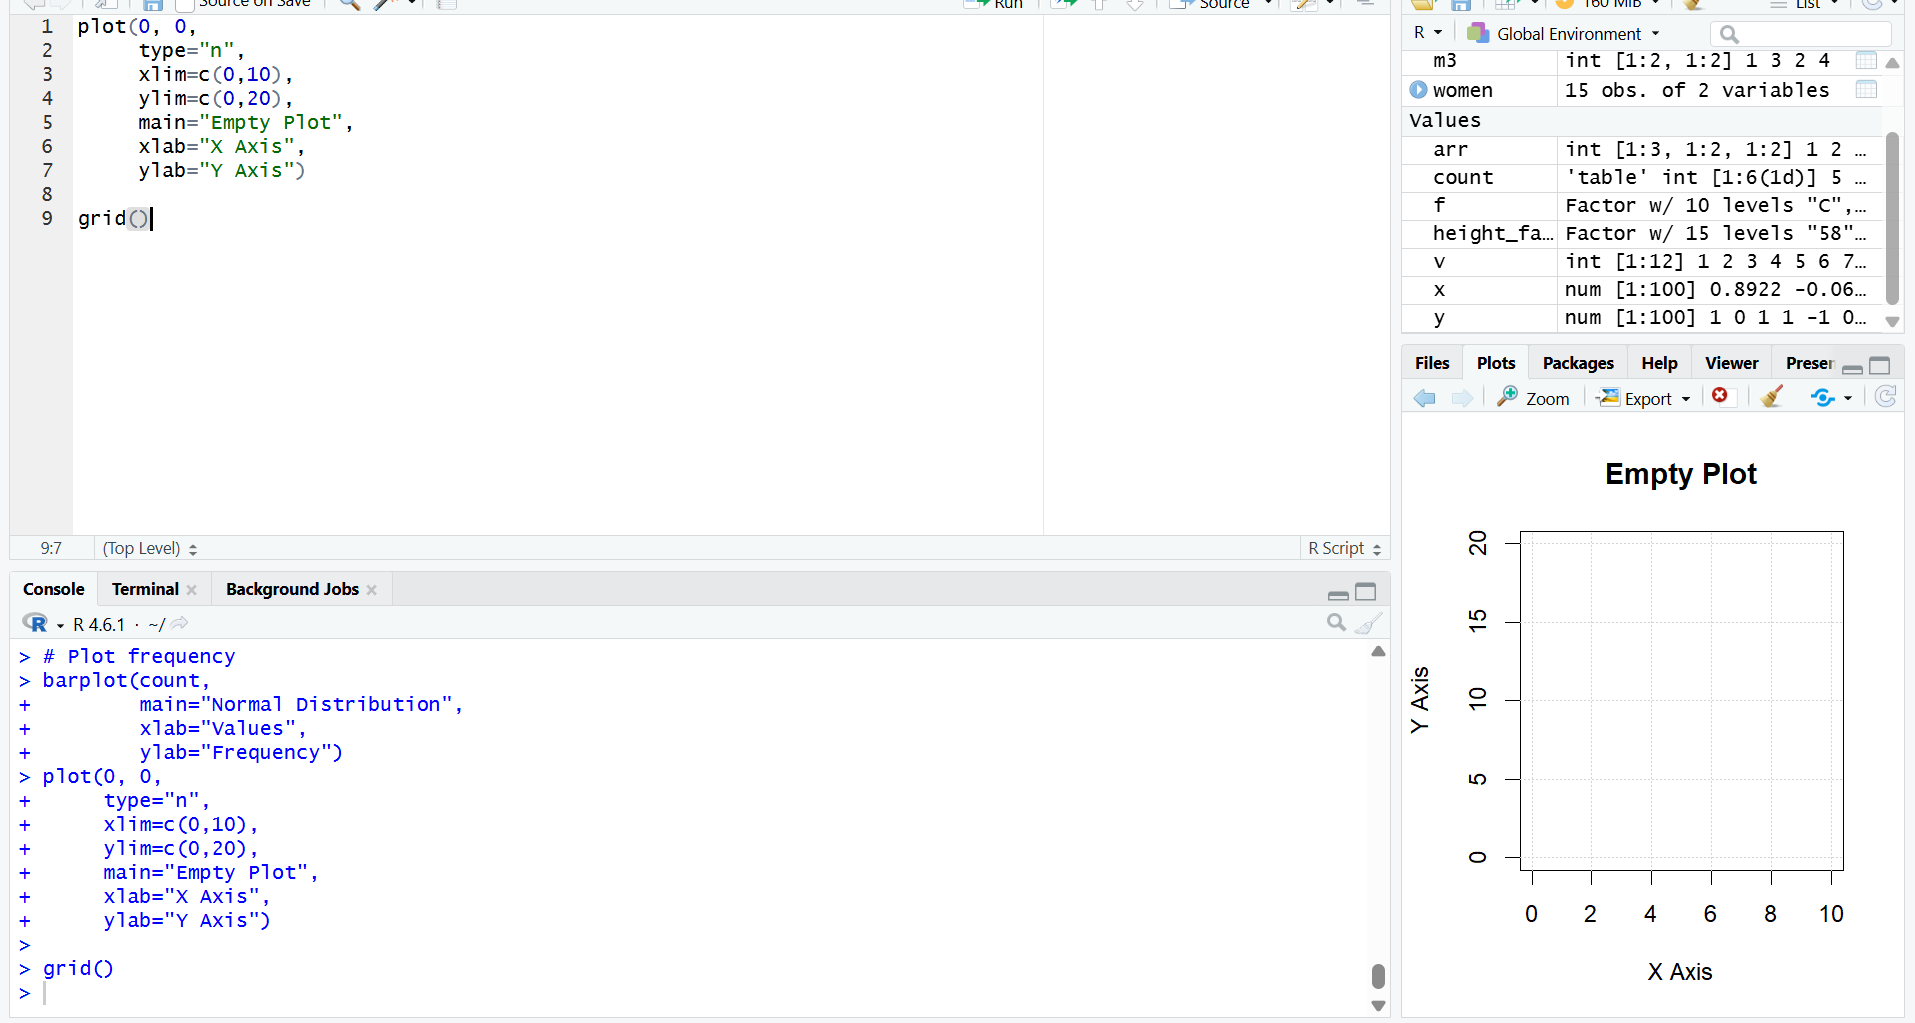 Source on Save
Run
Source
1 plot(0, 0,
2 type="n",
3 xlim=c(0,10),
4 ylim=c(0,20),
5 main="Empty Plot",
6 xlab="X Axis",
7 ylab="Y Axis")
8
9 grid()
9:7 (Top Level) R Script
Console Terminal Background Jobs
R 4.6.1 · ~/
> # Plot frequency
> barplot(count,
+ main="Normal Distribution",
+ xlab="Values",
+ ylab="Frequency")
> plot(0, 0,
+ type="n",
+ xlim=c(0,10),
+ ylim=c(0,20),
+ main="Empty Plot",
+ xlab="X Axis",
+ ylab="Y Axis")
>
> grid()
>
160 MiB List
R Global Environment
m3 int [1:2, 1:2] 1 3 2 4
women 15 obs. of 2 variables
Values
arr int [1:3, 1:2, 1:2] 1 2 ...
count 'table' int [1:6(1d)] 5 ...
f Factor w/ 10 levels "C",...
height_fa... Factor w/ 15 levels "58"...
v int [1:12] 1 2 3 4 5 6 7...
x num [1:100] 0.8922 -0.06...
y num [1:100] 1 0 1 1 -1 0...
Files Plots Packages Help Viewer Presen
Zoom Export
Empty Plot
20
15
10
5
0
Y Axis
0 2 4 6 8 10
X Axis